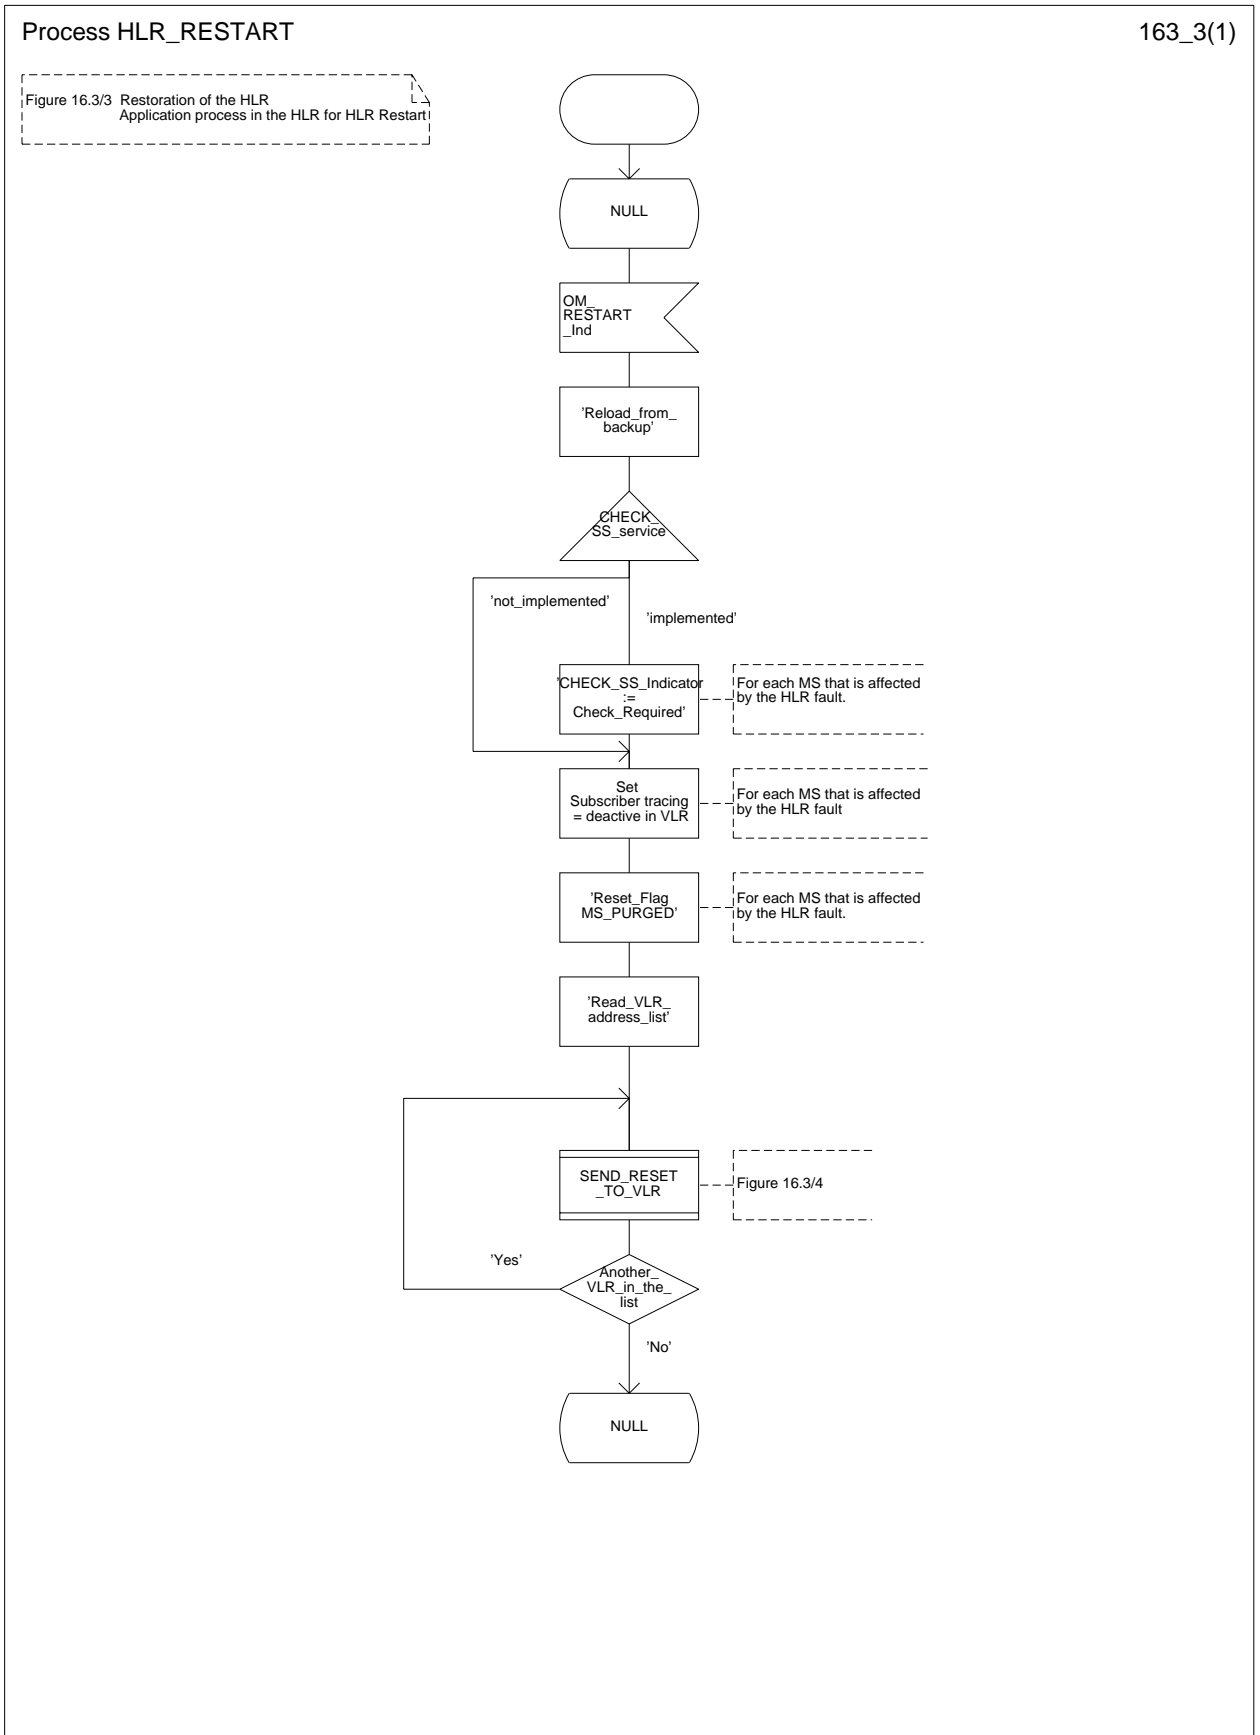 Process HLR_RESTART
163_3(1)
Figure 16.3/3 Restoration of the HLR
Application process in the HLR for HLR Restart
NULL
OM_
RESTART
_Ind
'Reload_from_
backup'
CHECK_
SS_service
'not_implemented'
'implemented'
'CHECK_SS_Indicator
:=
Check_Required'
For each MS that is affected
by the HLR fault.
Set
Subscriber tracing
= deactive in VLR
For each MS that is affected
by the HLR fault
'Reset_Flag
MS_PURGED'
For each MS that is affected
by the HLR fault.
'Read_VLR_
address_list'
SEND_RESET
_TO_VLR
Figure 16.3/4
'Yes'
Another_
VLR_in_the_
list
'No'
NULL